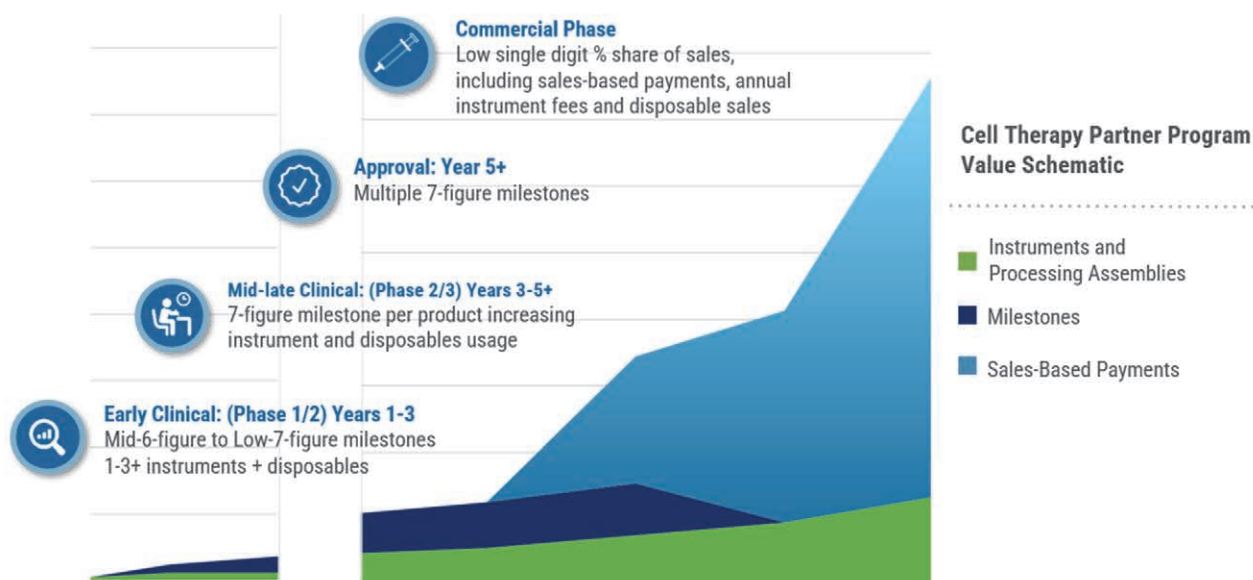 Commercial Phase
Low single digit % share of sales,
including sales-based payments, annual
instrument fees and disposable sales
Approval: Year 5+
Multiple 7-figure milestones
Mid-late Clinical: (Phase 2/3) Years 3-5+
7-figure milestone per product increasing
instrument and disposables usage
Early Clinical: (Phase 1/2) Years 1-3
Mid-6-figure to Low-7-figure milestones
1-3+ instruments + disposables
Cell Therapy Partner Program
Value Schematic
Instruments and
Processing Assemblies
Milestones
Sales-Based Payments